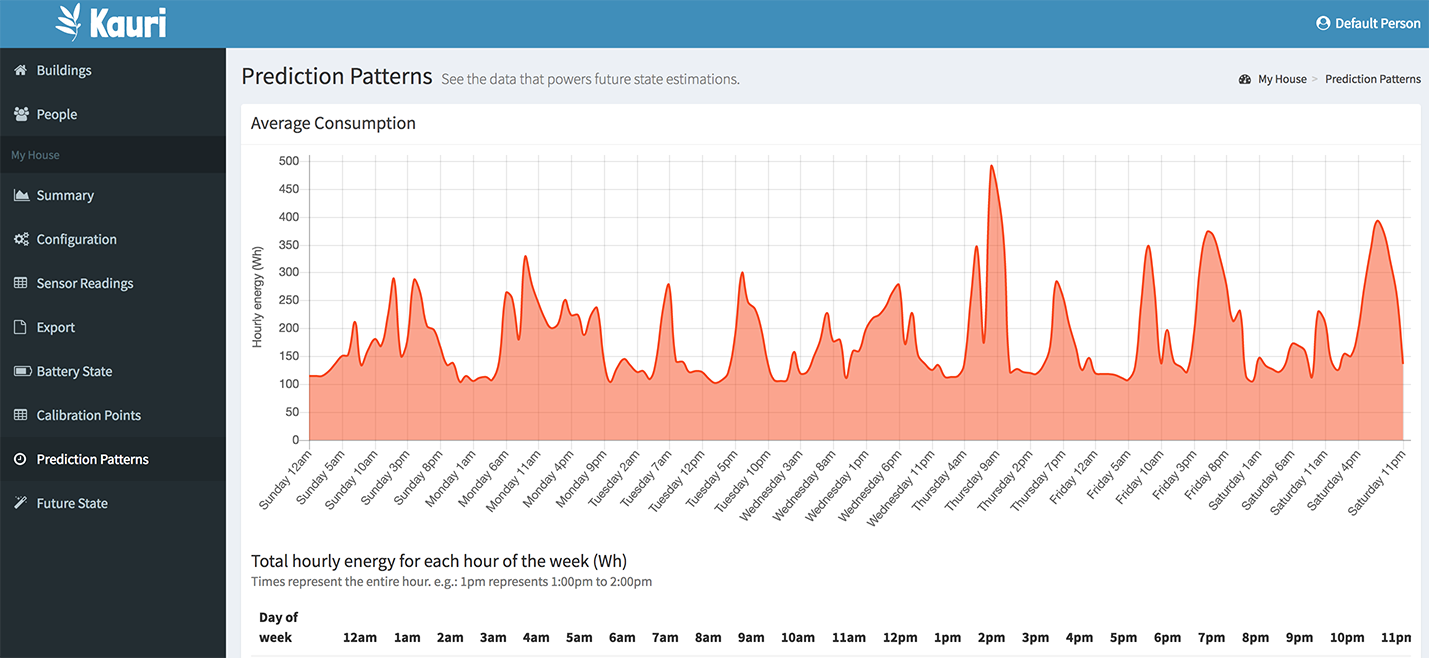 Kauri
Default Person
Buildings
People
My House
Summary
Configuration
Sensor Readings
Export
Battery State
Calibration Points
Prediction Patterns
Future State
Prediction Patterns See the data that powers future state estimations.
My House > Prediction Patterns
Average Consumption
Hourly energy (Wh)
500
450
400
350
300
250
200
150
100
50
0
Sunday 12am
Sunday 5am
Sunday 10am
Sunday 3pm
Sunday 8pm
Monday 1am
Monday 6am
Monday 11am
Monday 4pm
Monday 9pm
Tuesday 2am
Tuesday 7am
Tuesday 12pm
Tuesday 5pm
Tuesday 10pm
Wednesday 3am
Wednesday 8am
Wednesday 1pm
Wednesday 6pm
Wednesday 11pm
Thursday 4am
Thursday 9am
Thursday 2pm
Thursday 7pm
Friday 12am
Friday 5am
Friday 10am
Friday 3pm
Friday 8pm
Saturday 1am
Saturday 6am
Saturday 11am
Saturday 4pm
Saturday 11pm
Total hourly energy for each hour of the week (Wh)
Times represent the entire hour. e.g.: 1pm represents 1:00pm to 2:00pm
Day of
week 12am 1am 2am 3am 4am 5am 6am 7am 8am 9am 10am 11am 12pm 1pm 2pm 3pm 4pm 5pm 6pm 7pm 8pm 9pm 10pm 11pm